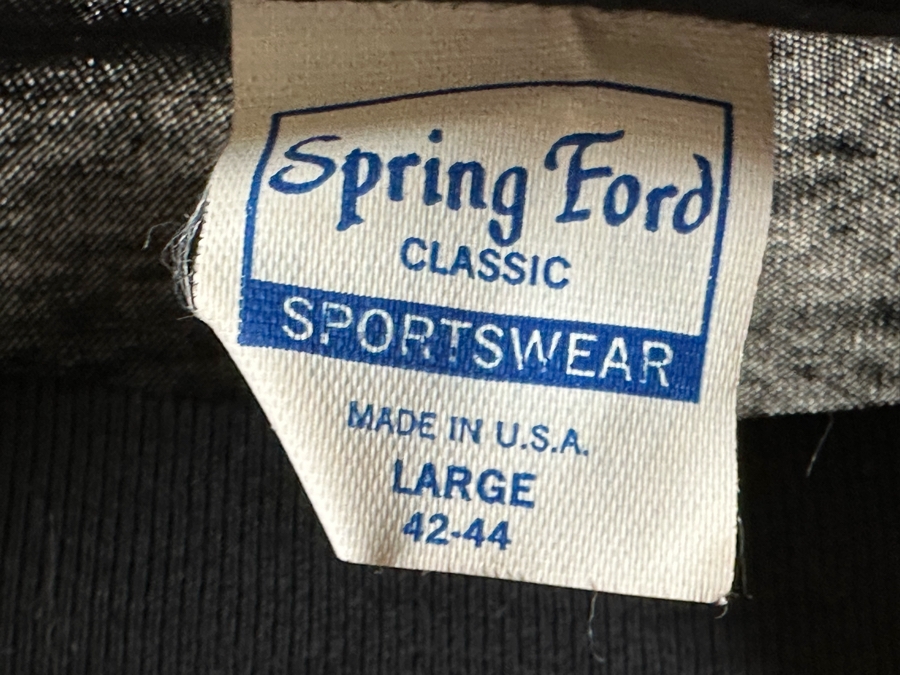 Spring Ford
CLASSIC
SPORTSWEAR
MADE IN U.S.A.
LARGE
42-44